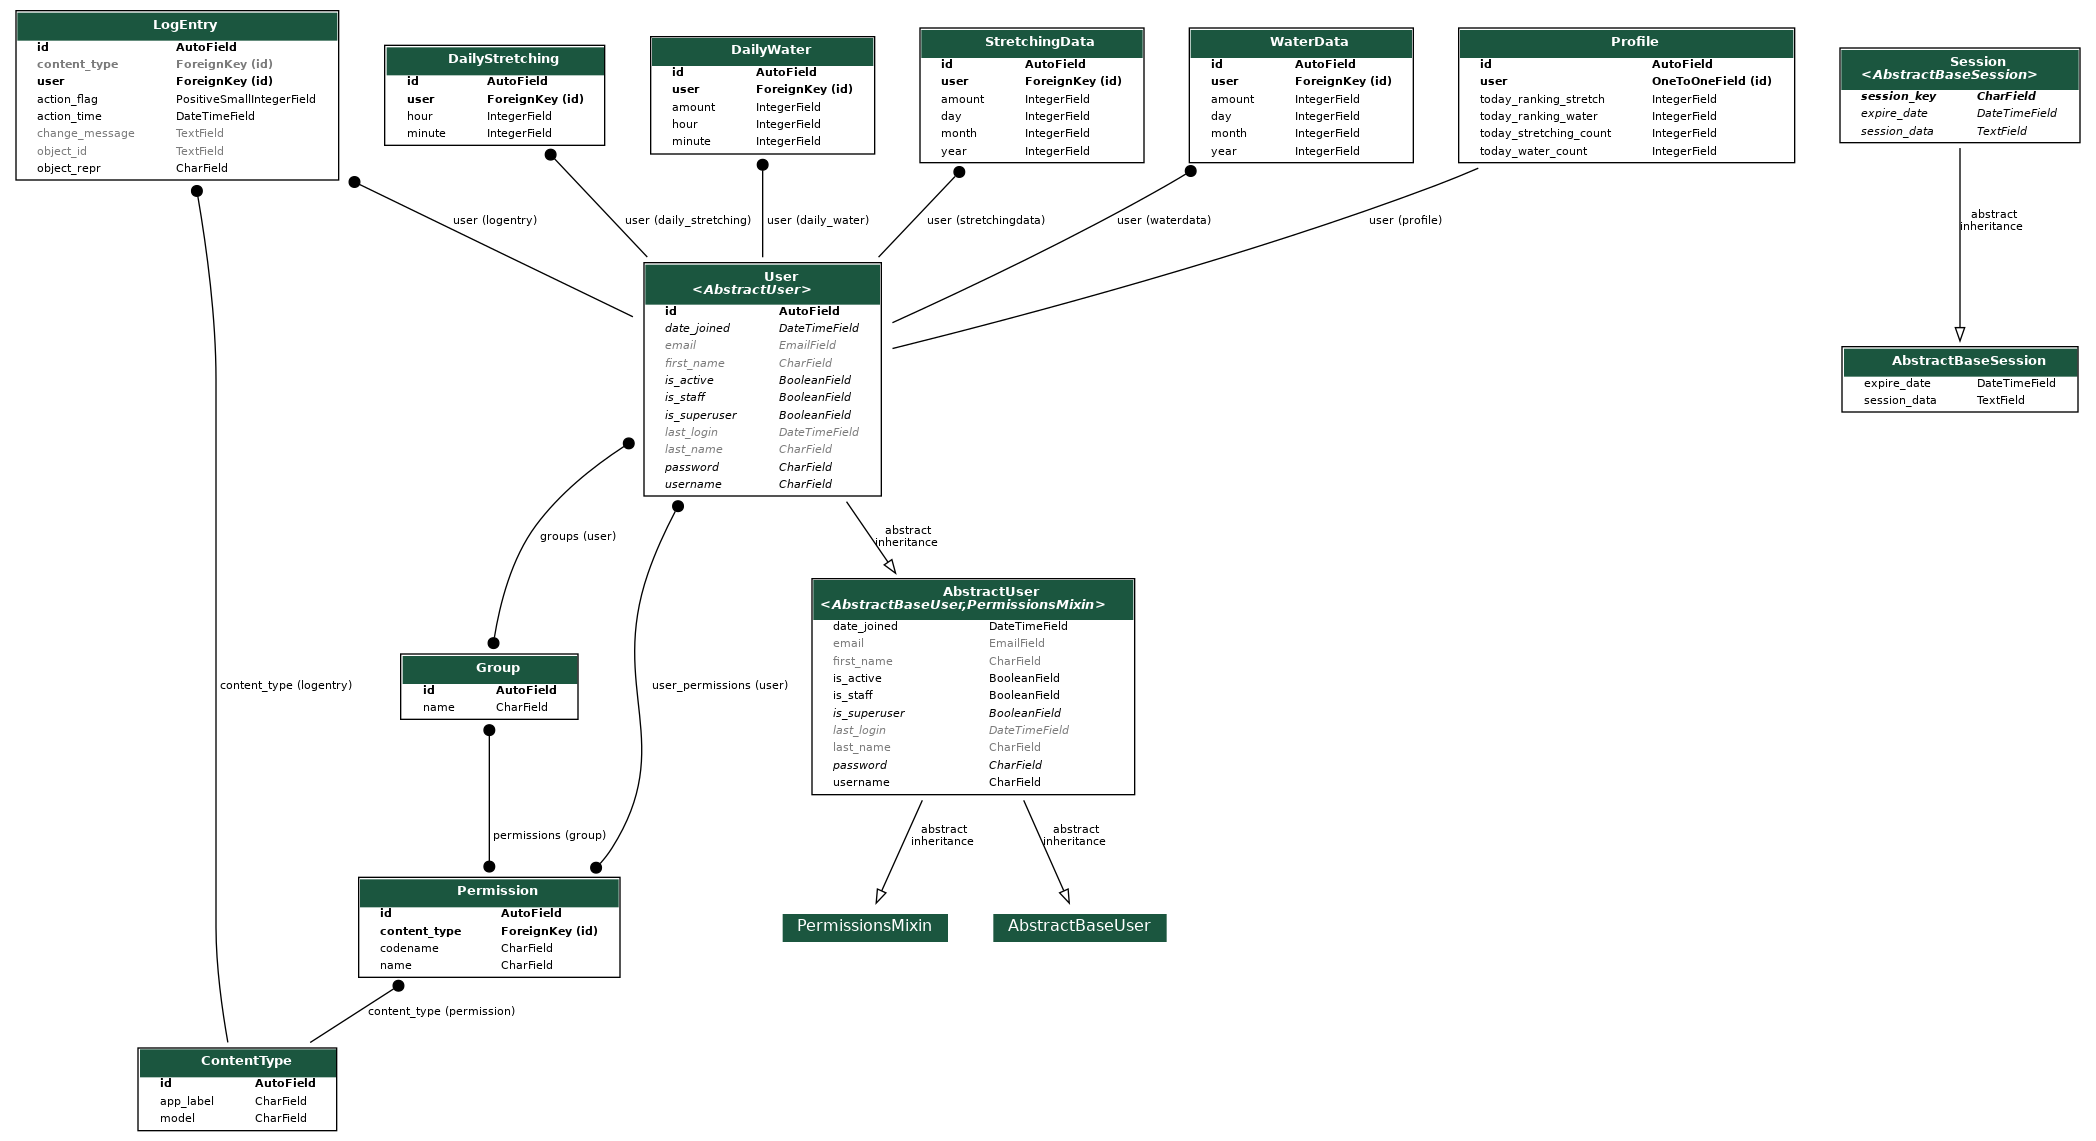 LogEntry
id AutoField
content_type ForeignKey (id)
user ForeignKey (id)
action_flag PositiveSmallIntegerField
action_time DateTimeField
change_message TextField
object_id TextField
object_repr CharField
DailyStretching
id AutoField
user ForeignKey (id)
hour IntegerField
minute IntegerField
DailyWater
id AutoField
user ForeignKey (id)
amount IntegerField
hour IntegerField
minute IntegerField
StretchingData
id AutoField
user ForeignKey (id)
amount IntegerField
day IntegerField
month IntegerField
year IntegerField
WaterData
id AutoField
user ForeignKey (id)
amount IntegerField
day IntegerField
month IntegerField
year IntegerField
Profile
id AutoField
user OneToOneField (id)
today_ranking_stretch IntegerField
today_ranking_water IntegerField
today_stretching_count IntegerField
today_water_count IntegerField
Session
<AbstractBaseSession>
session_key CharField
expire_date DateTimeField
session_data TextField
user (logentry)
user (daily_stretching)
user (daily_water)
user (stretchingdata)
user (waterdata)
user (profile)
abstract
inheritance
User
<AbstractUser>
id AutoField
date_joined DateTimeField
email EmailField
first_name CharField
is_active BooleanField
is_staff BooleanField
is_superuser BooleanField
last_login DateTimeField
last_name CharField
password CharField
username CharField
AbstractBaseSession
expire_date DateTimeField
session_data TextField
groups (user)
abstract
inheritance
AbstractUser
<AbstractBaseUser,PermissionsMixin>
date_joined DateTimeField
email EmailField
first_name CharField
is_active BooleanField
is_staff BooleanField
is_superuser BooleanField
last_login DateTimeField
last_name CharField
password CharField
username CharField
Group
id AutoField
name CharField
content_type (logentry)
user_permissions (user)
permissions (group)
abstract
inheritance
abstract
inheritance
Permission
id AutoField
content_type ForeignKey (id)
codename CharField
name CharField
PermissionsMixin
AbstractBaseUser
content_type (permission)
ContentType
id AutoField
app_label CharField
model CharField